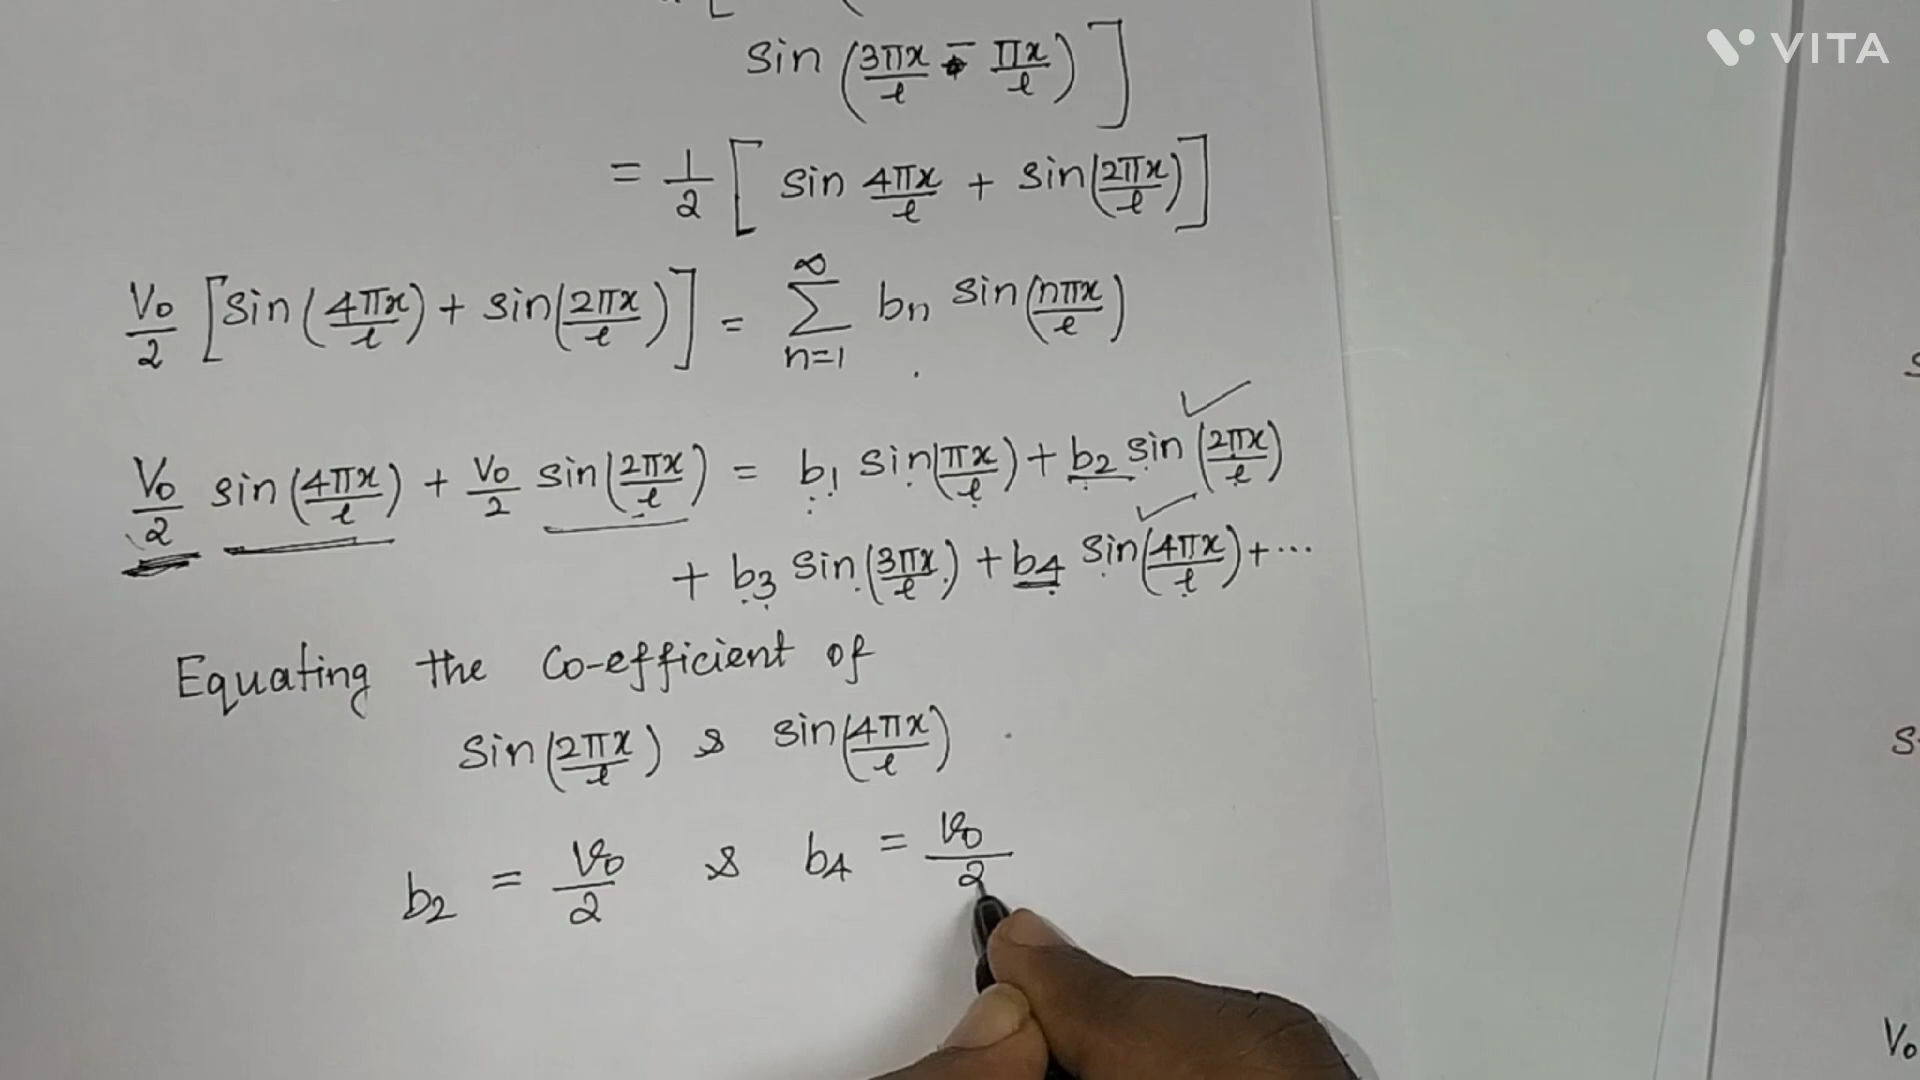 VITA
sin (3πx/l - πx/l)]
= 1/2 [sin 4πx/l + sin(2πx/l)]
V0/2 [sin(4πx/l) + sin(2πx/l)] = ∞∑n=1 bn sin(nπx/l)
V0/2 sin(4πx/l) + V0/2 sin(2πx/l) = b1 sin(πx/l) + b2 sin(2πx/l)
+ b3 sin(3πx/l) + b4 sin(4πx/l) + ...
Equating the Co-efficient of
sin(2πx/l) & sin(4πx/l)
b2 = V0/2 & b4 = V0/2
V0